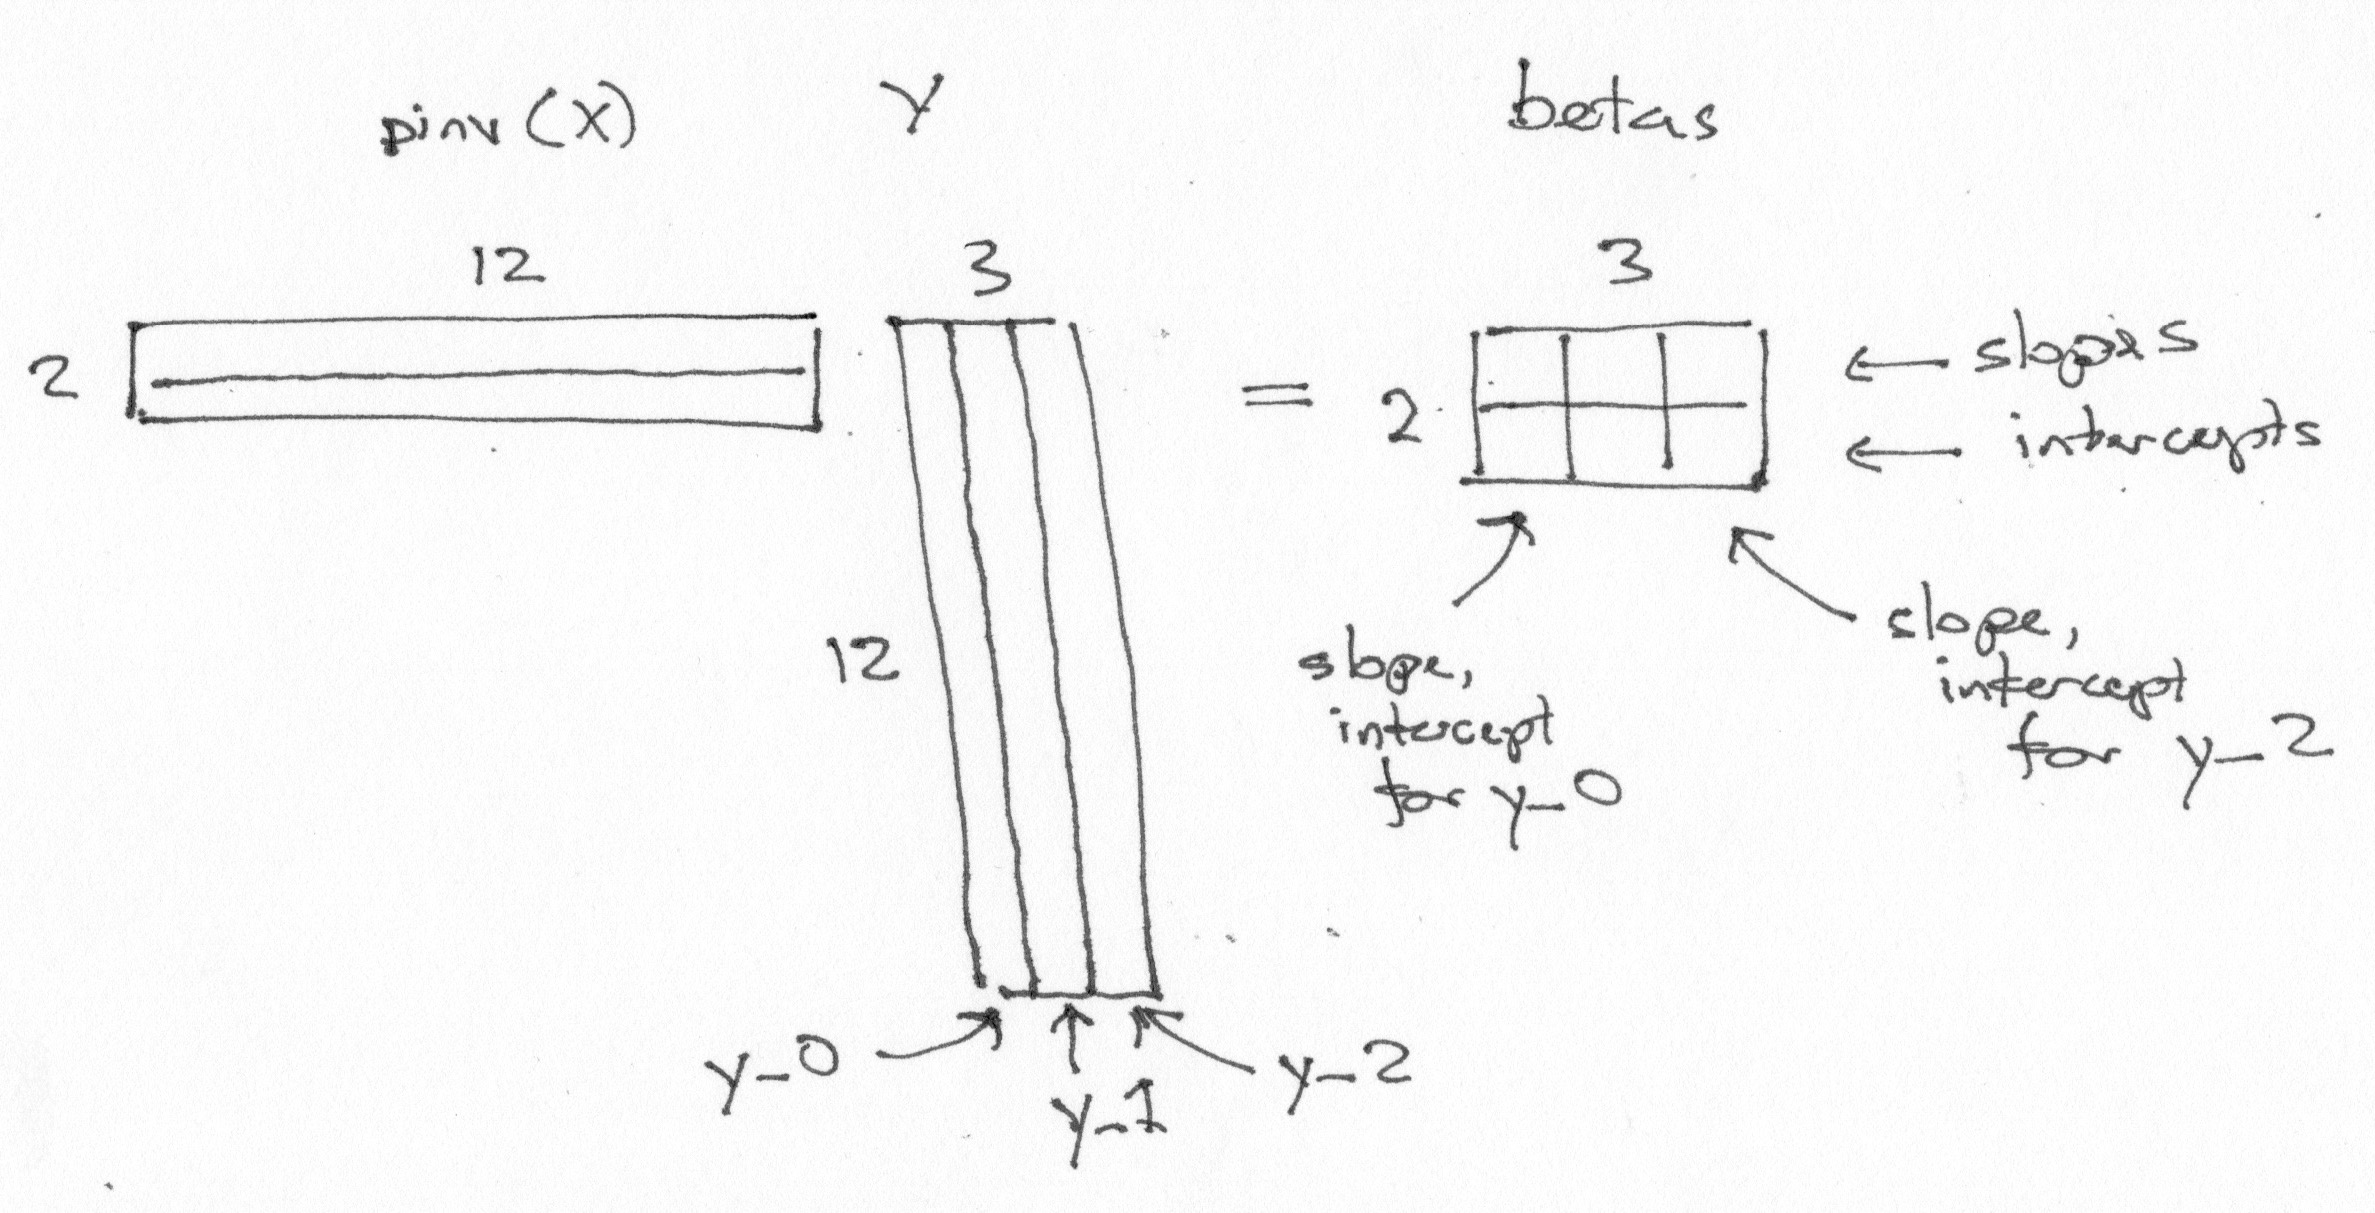 pinv(X) Y betas
12 3 3
2 = 2 ← slopes
← intercepts
12
slope,
intercept
for y_0
slope,
intercept
for y_2
y_0
y_1
y_2